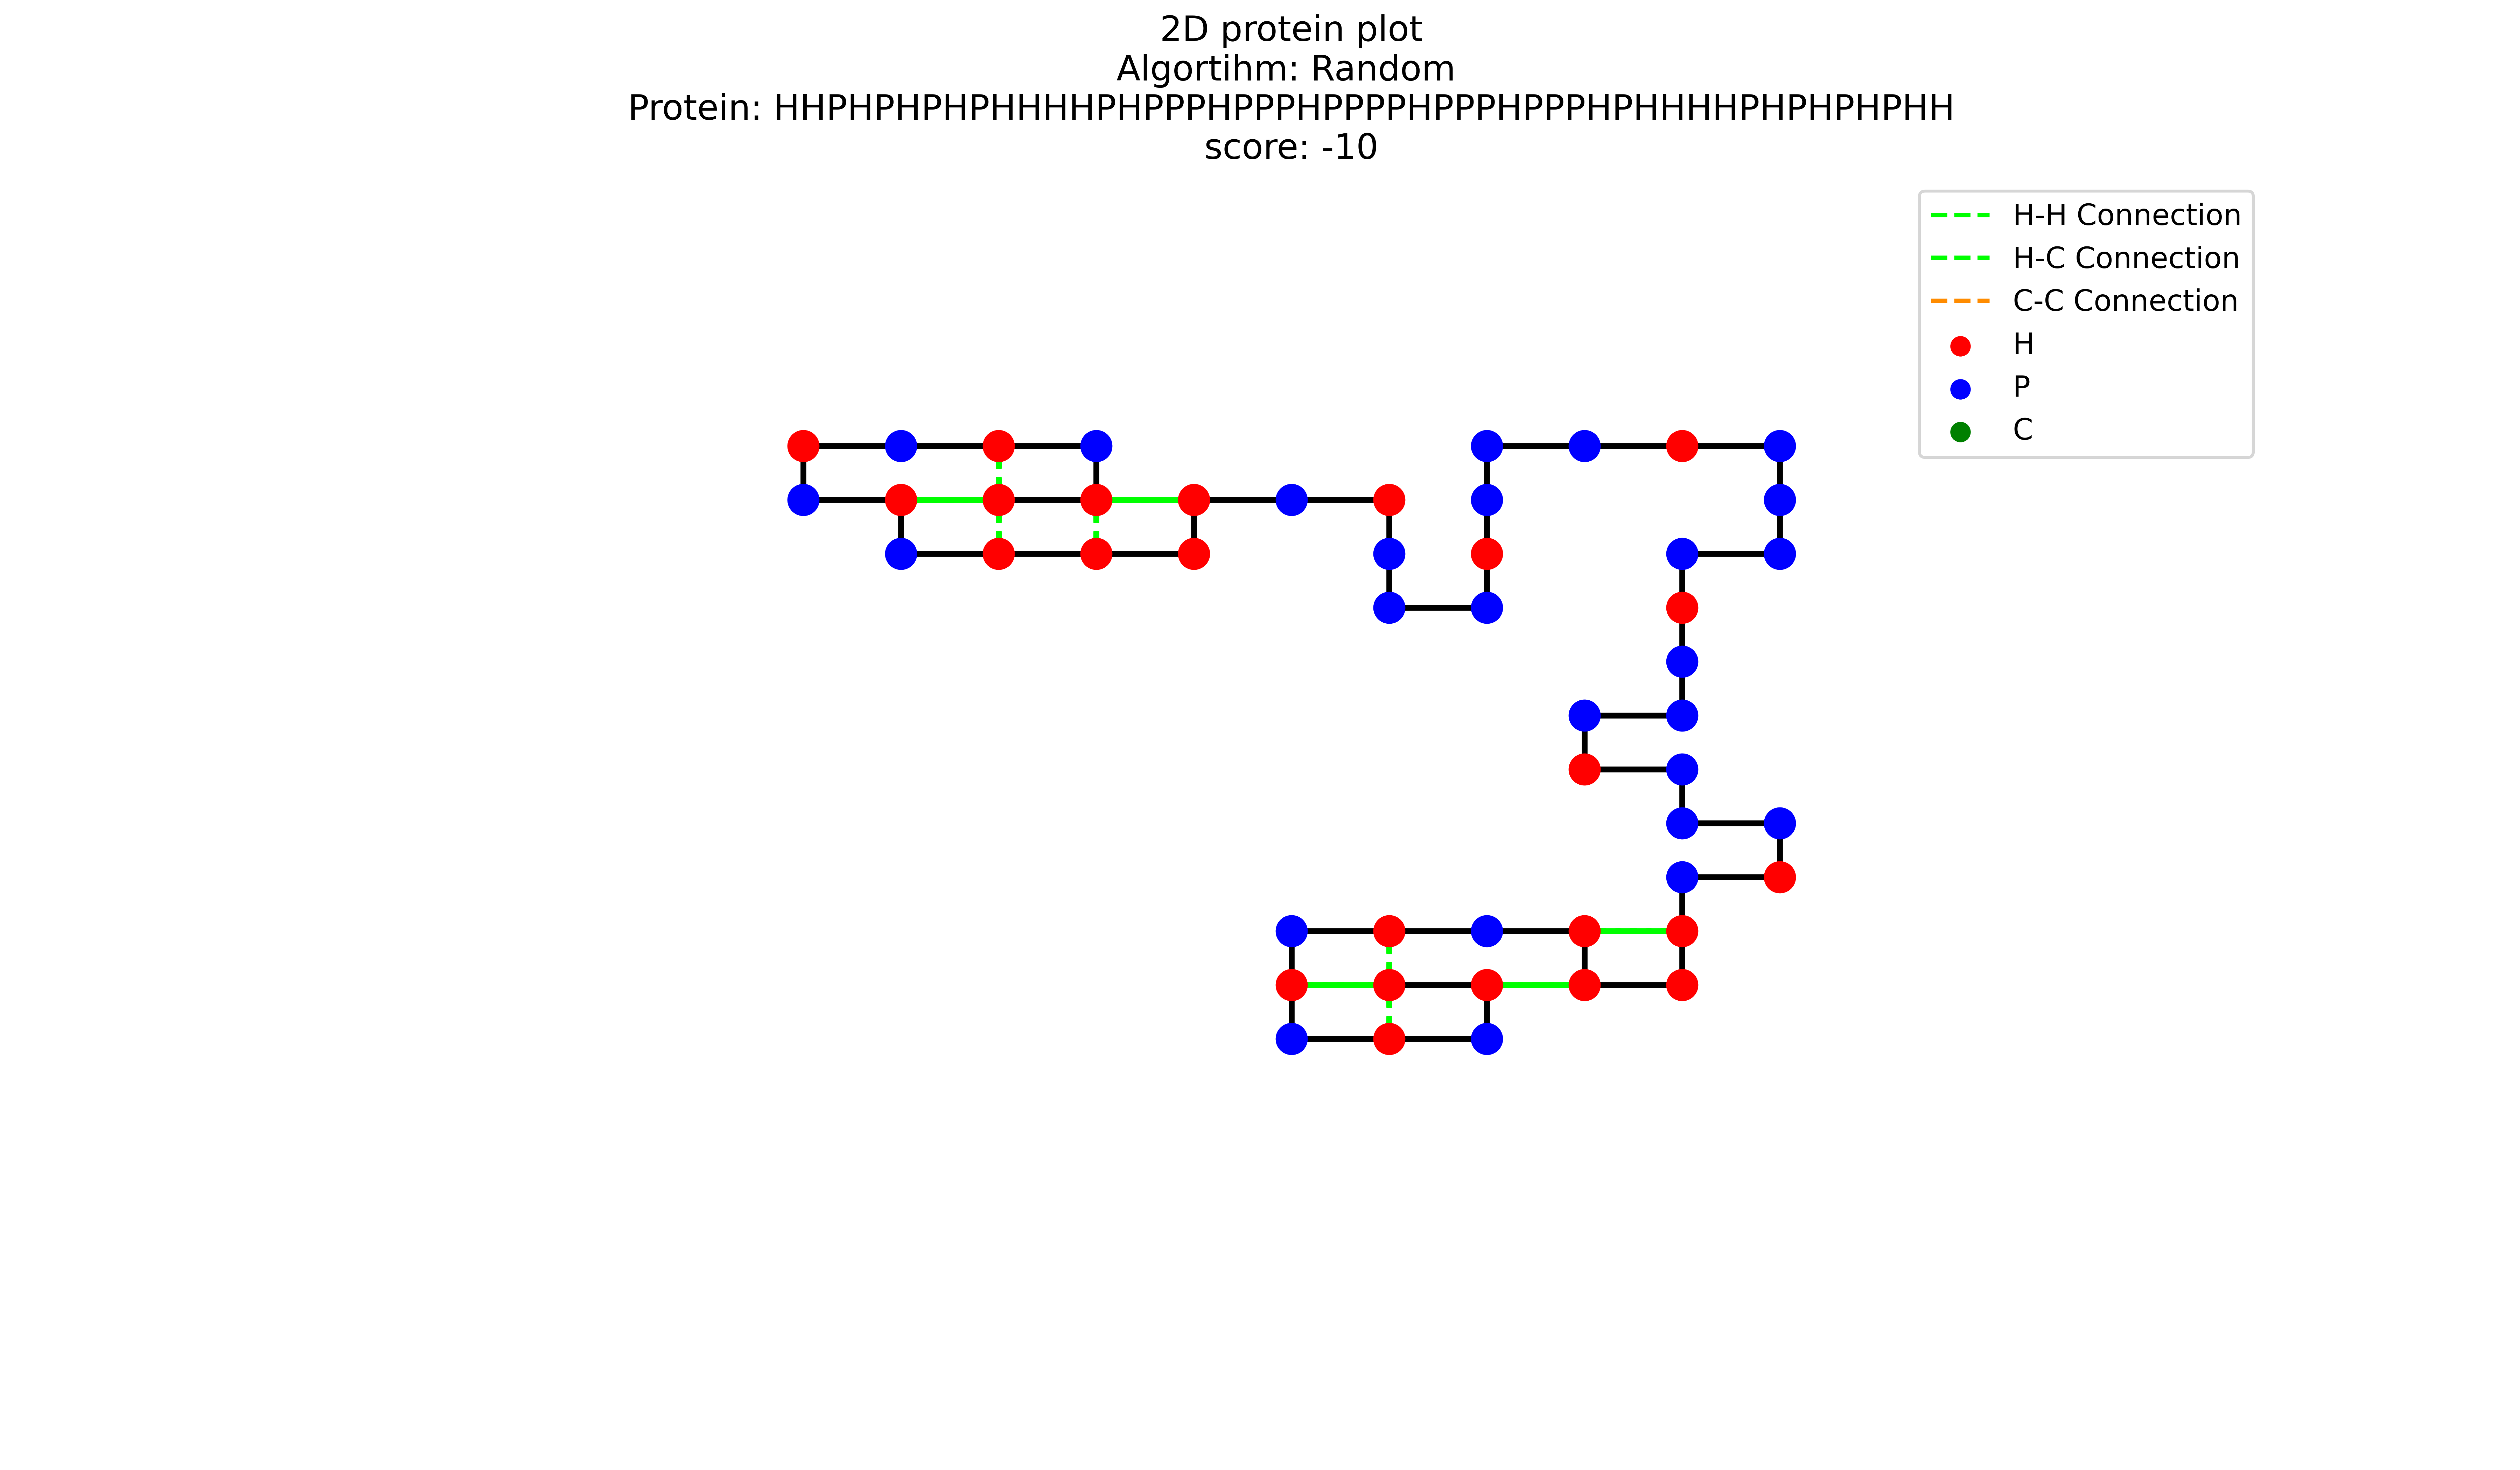 2D protein plot
Algortihm: Random
Protein: HHPHPHPHPHHHHPHPPPHPPPHPPPPHPPPHPPPHPHHHHPHPHPHPHH
score: -10
H-H Connection
H-C Connection
C-C Connection
H
P
C